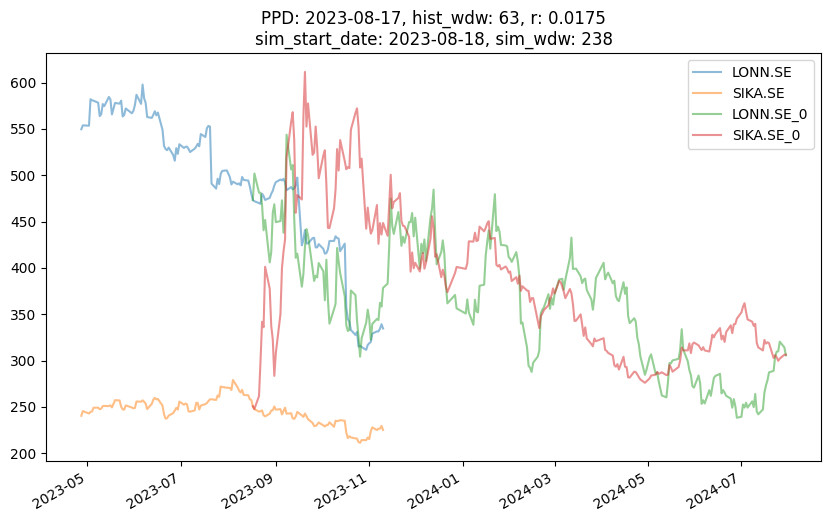 PPD: 2023-08-17, hist_wdw: 63, r: 0.0175
sim_start_date: 2023-08-18, sim_wdw: 238
LONN.SE
SIKA.SE
LONN.SE_0
SIKA.SE_0
600
550
500
450
400
350
300
250
200
2023-05
2023-07
2023-09
2023-11
2024-01
2024-03
2024-05
2024-07